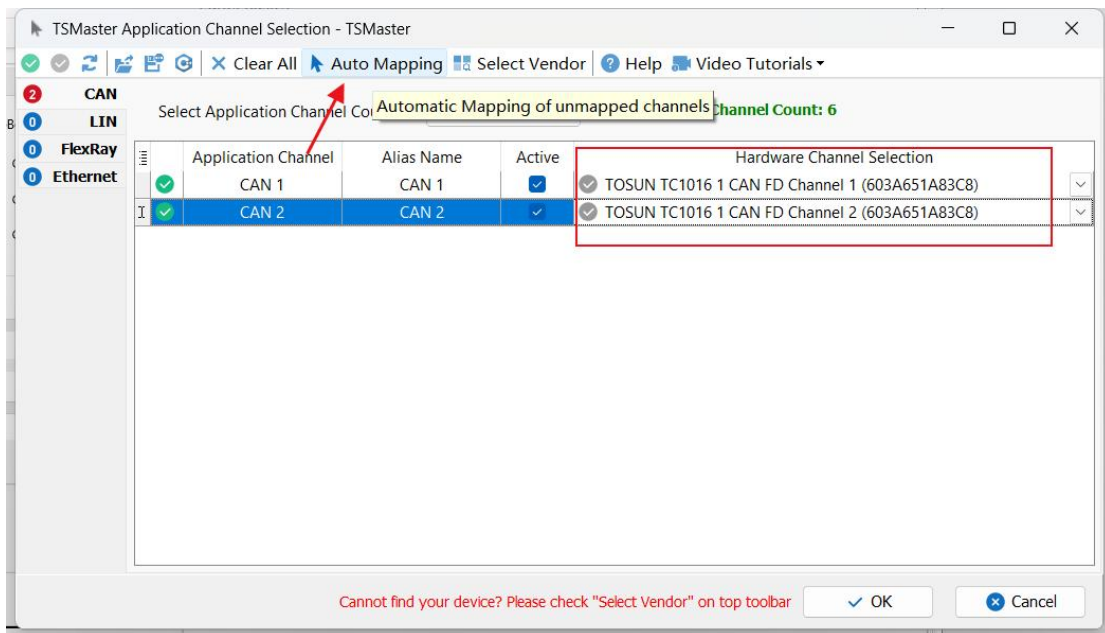 TSMaster Application Channel Selection - TSMaster
Clear All Auto Mapping Select Vendor Help Video Tutorials
2 CAN
0 LIN
0 FlexRay
0 Ethernet
Select Application Channel Co
Automatic Mapping of unmapped channels
Channel Count: 6
Application Channel Alias Name Active Hardware Channel Selection
CAN 1 CAN 1 TOSUN TC1016 1 CAN FD Channel 1 (603A651A83C8)
CAN 2 CAN 2 TOSUN TC1016 1 CAN FD Channel 2 (603A651A83C8)
Cannot find your device? Please check "Select Vendor" on top toolbar OK Cancel